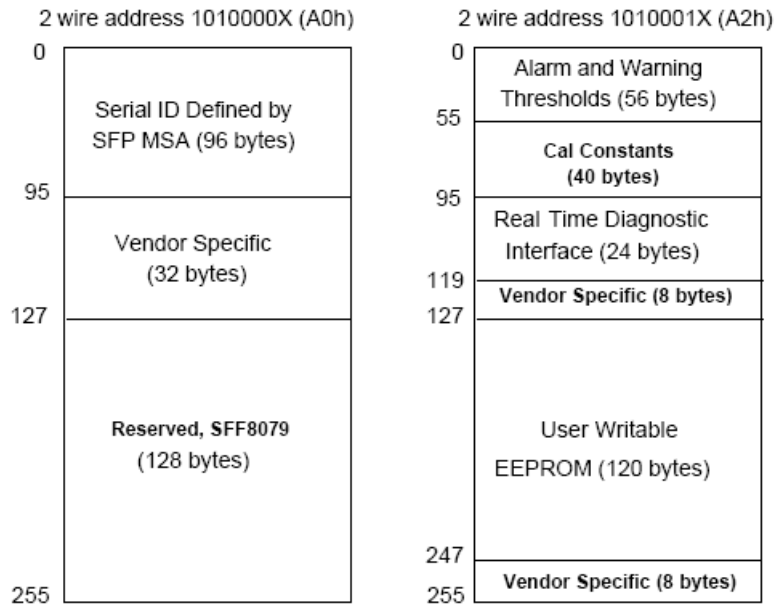 2 wire address 1010000X (A0h)
0
Serial ID Defined by
SFP MSA (96 bytes)
95
Vendor Specific
(32 bytes)
127
Reserved, SFF8079
(128 bytes)
255
2 wire address 1010001X (A2h)
0
Alarm and Warning
Thresholds (56 bytes)
55
Cal Constants
(40 bytes)
95
Real Time Diagnostic
Interface (24 bytes)
119
Vendor Specific (8 bytes)
127
User Writable
EEPROM (120 bytes)
247
Vendor Specific (8 bytes)
255